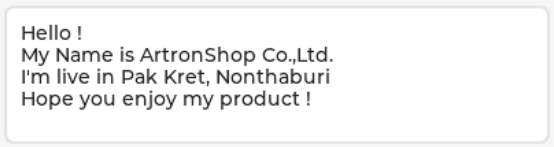 Hello !
My Name is ArtronShop Co.,Ltd.
I'm live in Pak Kret, Nonthaburi
Hope you enjoy my product !